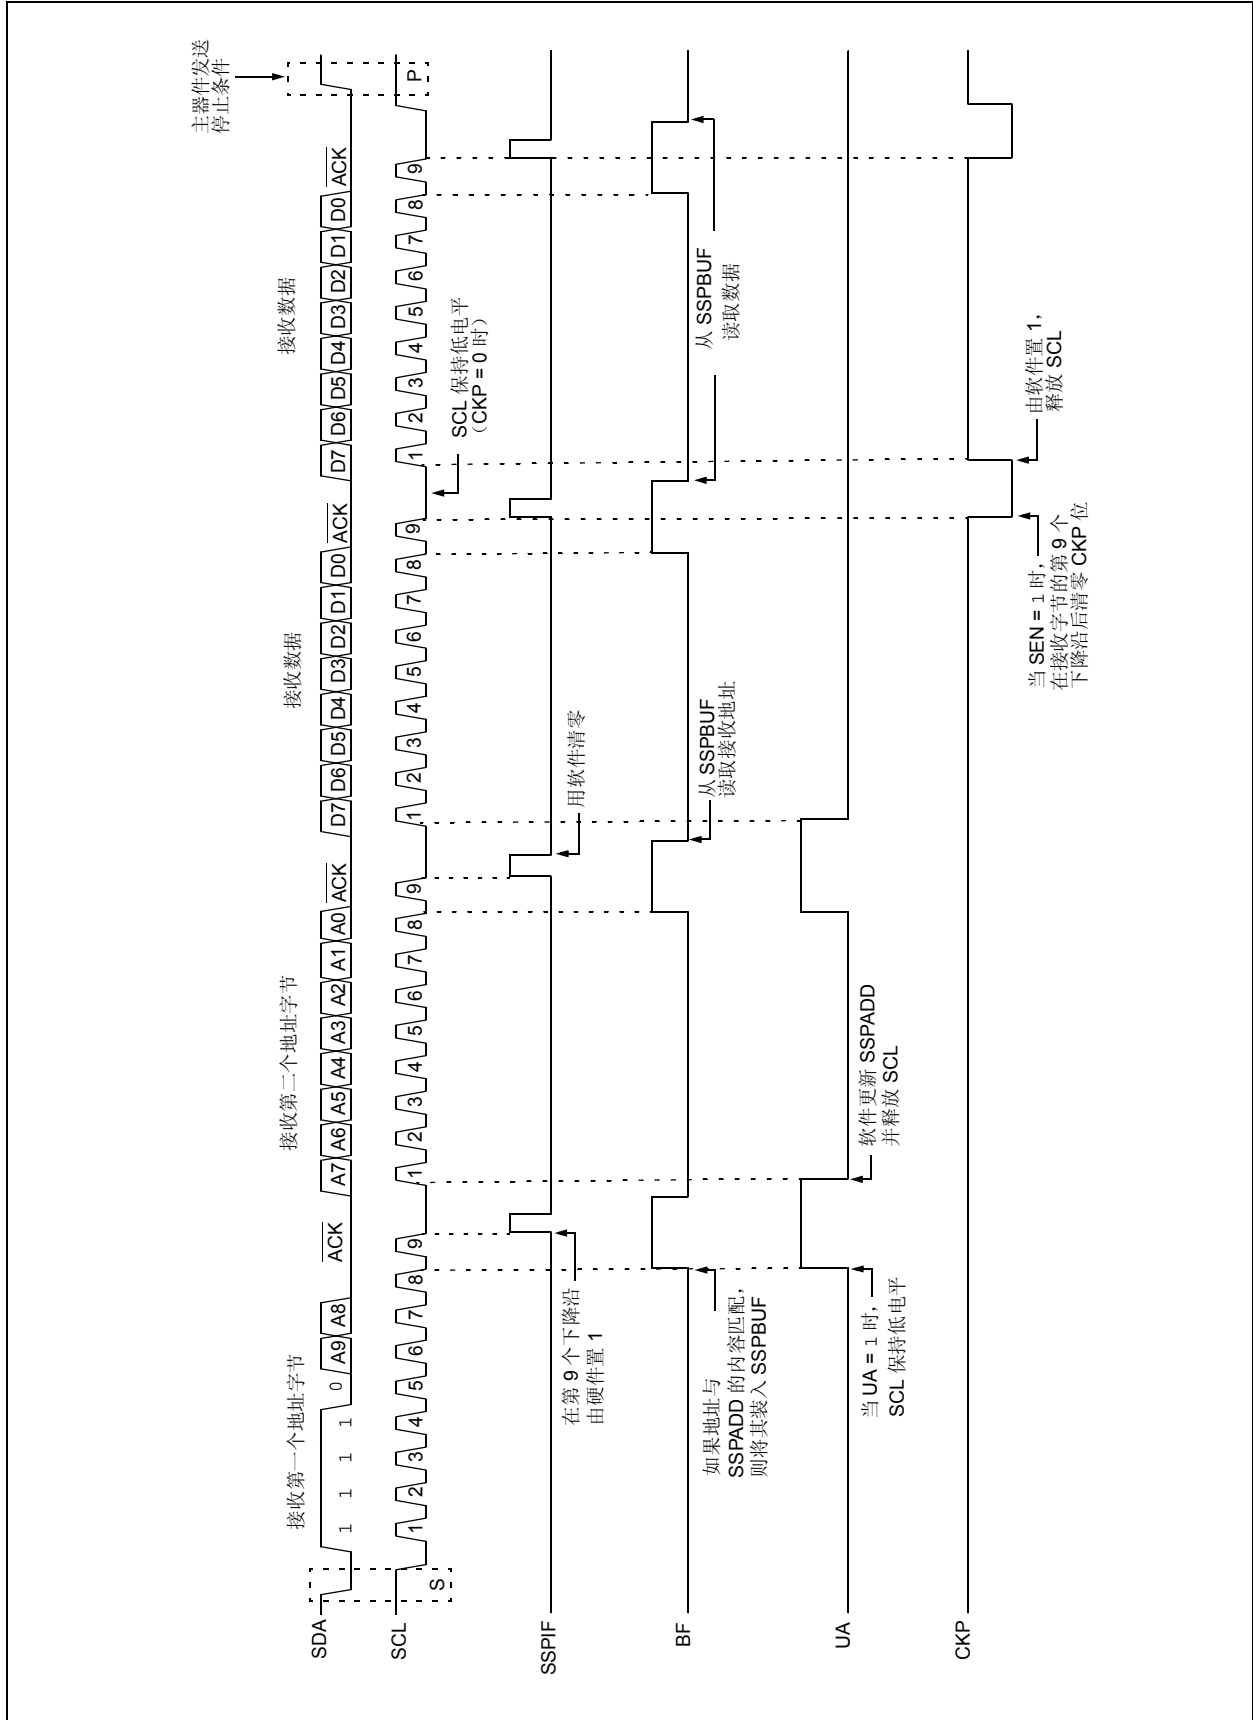 主器件发送
停止条件
接收第一个地址字节
接收第二个地址字节
接收数据
接收数据
SDA
1 1 1 1 0 A9 A8 ACK A7 A6 A5 A4 A3 A2 A1 A0 ACK D7 D6 D5 D4 D3 D2 D1 D0 ACK D7 D6 D5 D4 D3 D2 D1 D0 ACK
SCL
S 1 2 3 4 5 6 7 8 9 1 2 3 4 5 6 7 8 9 1 2 3 4 5 6 7 8 9 1 2 3 4 5 6 7 8 9 P
SCL 保持低电平
（CKP = 0 时）
SSPIF
在第 9 个下降沿
由硬件置 1
用软件清零
BF
如果地址与
SSPADD 的内容匹配，
则将其装入 SSPBUF
从 SSPBUF
读取接收地址
从 SSPBUF
读取数据
UA
当 UA = 1 时，
SCL 保持低电平
软件更新 SSPADD
并释放 SCL
CKP
当 SEN = 1 时，
在接收字节的第 9 个
下降沿后清零 CKP 位
由软件置 1，
释放 SCL